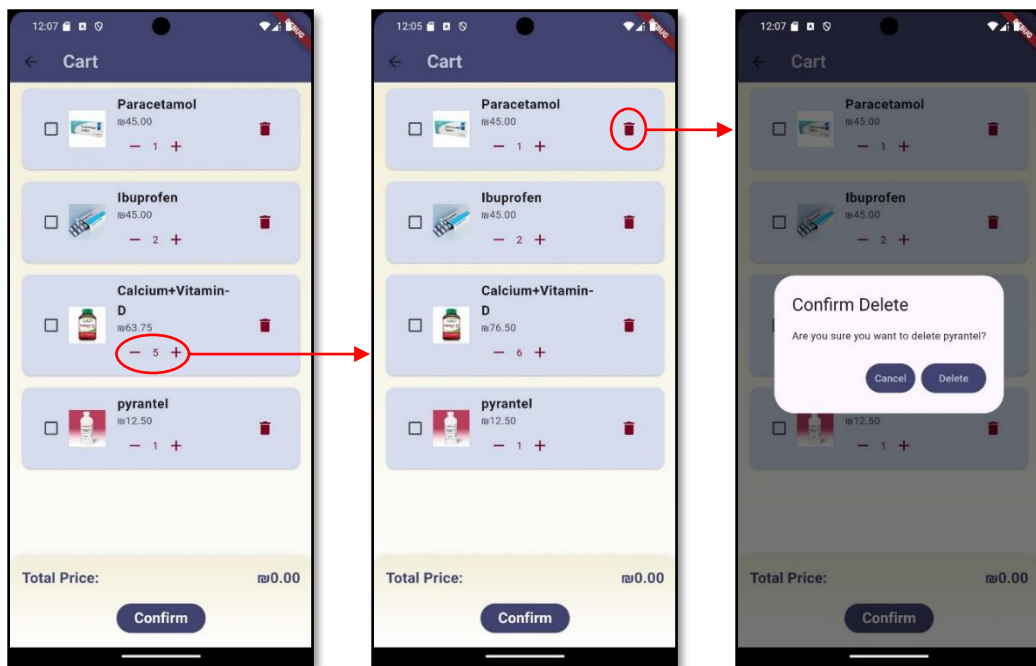 12:07
Cart
Paracetamol
₪45.00
1
Ibuprofen
₪45.00
2
Calcium+Vitamin-
D
₪63.75
5
pyrantel
₪12.50
1
Total Price: ₪0.00
Confirm
12:05
Cart
Paracetamol
₪45.00
1
Ibuprofen
₪45.00
2
Calcium+Vitamin-
D
₪76.50
6
pyrantel
₪12.50
1
Total Price: ₪0.00
Confirm
12:07
Cart
Paracetamol
₪45.00
1
Ibuprofen
₪45.00
2
Confirm Delete
Are you sure you want to delete pyrantel?
Cancel Delete
₪12.50
1
Total Price: ₪0.00
Confirm